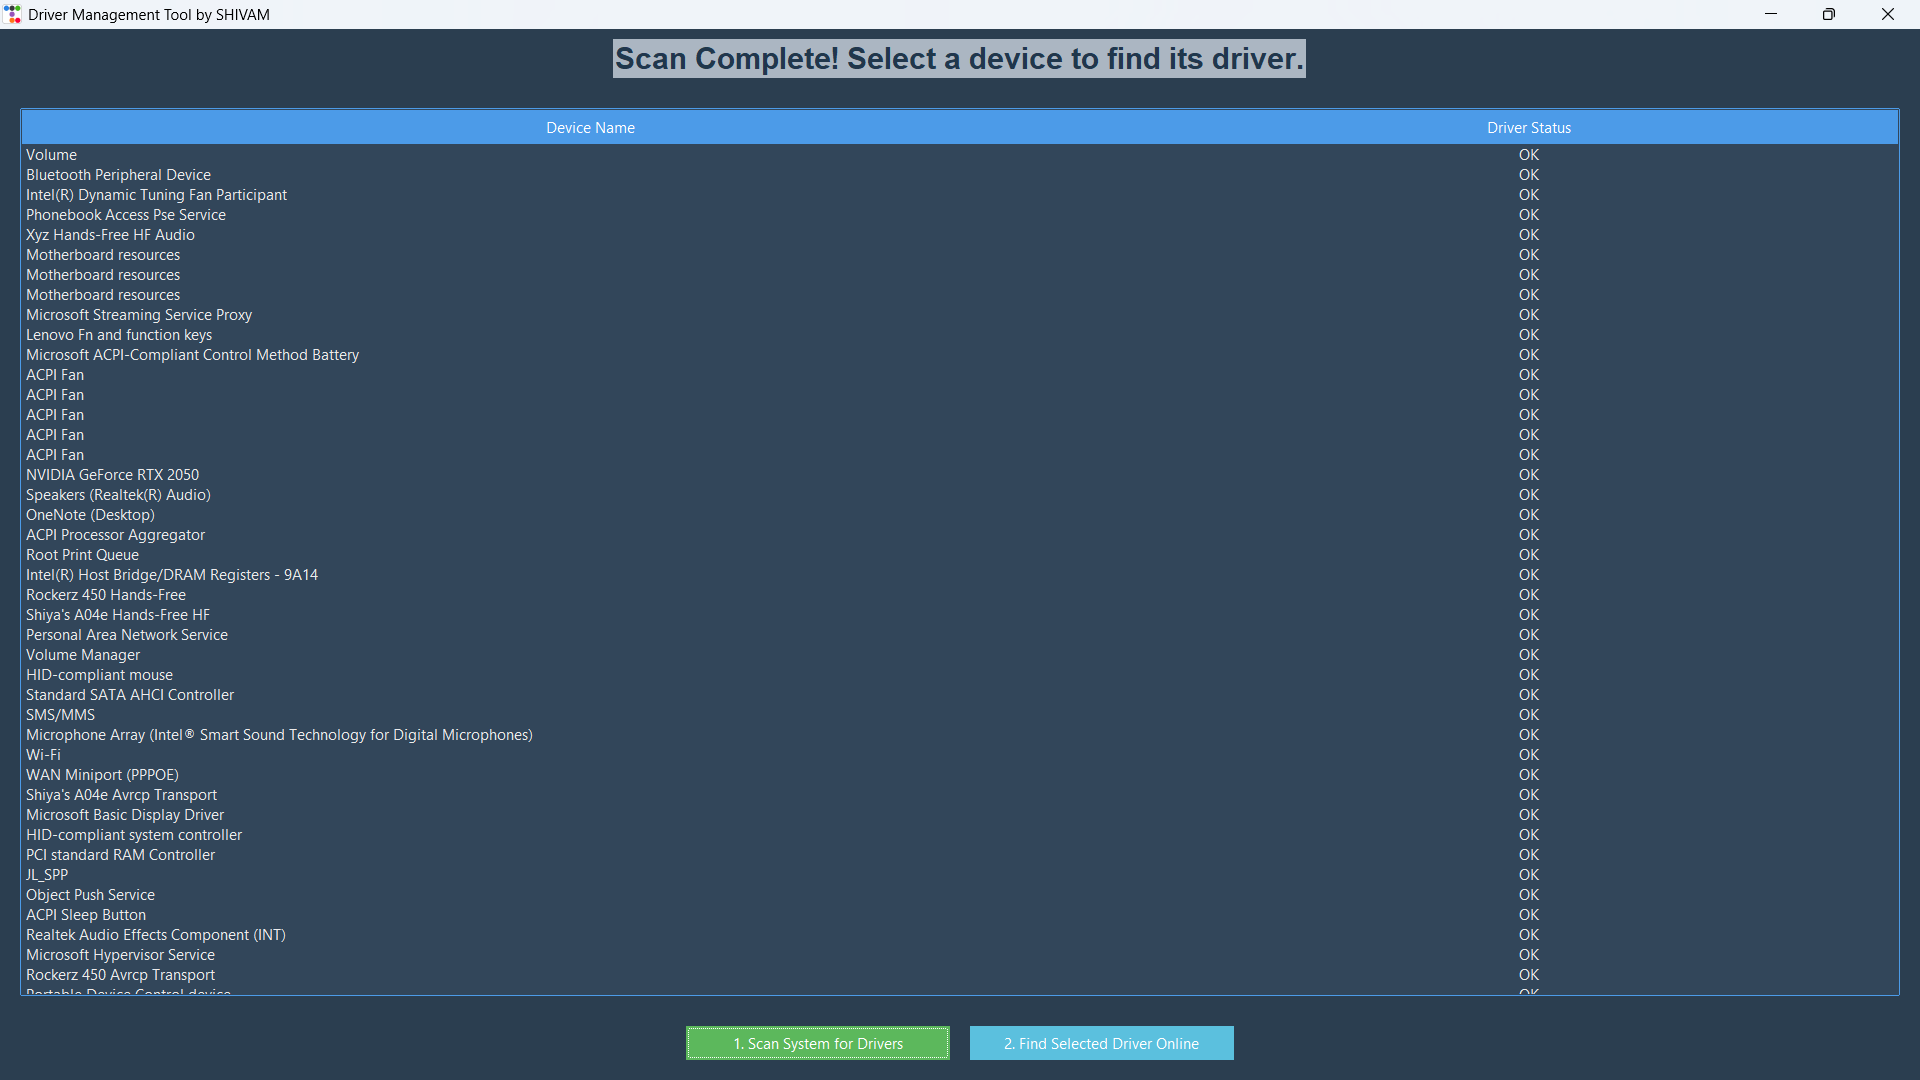 Driver Management Tool by SHIVAM
Scan Complete! Select a device to find its driver.
Device Name Driver Status
Volume OK
Bluetooth Peripheral Device OK
Intel(R) Dynamic Tuning Fan Participant OK
Phonebook Access Pse Service OK
Xyz Hands-Free HF Audio OK
Motherboard resources OK
Motherboard resources OK
Motherboard resources OK
Microsoft Streaming Service Proxy OK
Lenovo Fn and function keys OK
Microsoft ACPI-Compliant Control Method Battery OK
ACPI Fan OK
ACPI Fan OK
ACPI Fan OK
ACPI Fan OK
ACPI Fan OK
NVIDIA GeForce RTX 2050 OK
Speakers (Realtek(R) Audio) OK
OneNote (Desktop) OK
ACPI Processor Aggregator OK
Root Print Queue OK
Intel(R) Host Bridge/DRAM Registers - 9A14 OK
Rockerz 450 Hands-Free OK
Shiya's A04e Hands-Free HF OK
Personal Area Network Service OK
Volume Manager OK
HID-compliant mouse OK
Standard SATA AHCI Controller OK
SMS/MMS OK
Microphone Array (Intel® Smart Sound Technology for Digital Microphones) OK
Wi-Fi OK
WAN Miniport (PPPOE) OK
Shiya's A04e Avrcp Transport OK
Microsoft Basic Display Driver OK
HID-compliant system controller OK
PCI standard RAM Controller OK
JL_SPP OK
Object Push Service OK
ACPI Sleep Button OK
Realtek Audio Effects Component (INT) OK
Microsoft Hypervisor Service OK
Rockerz 450 Avrcp Transport OK
Portable Device Control device OK
1. Scan System for Drivers 2. Find Selected Driver Online